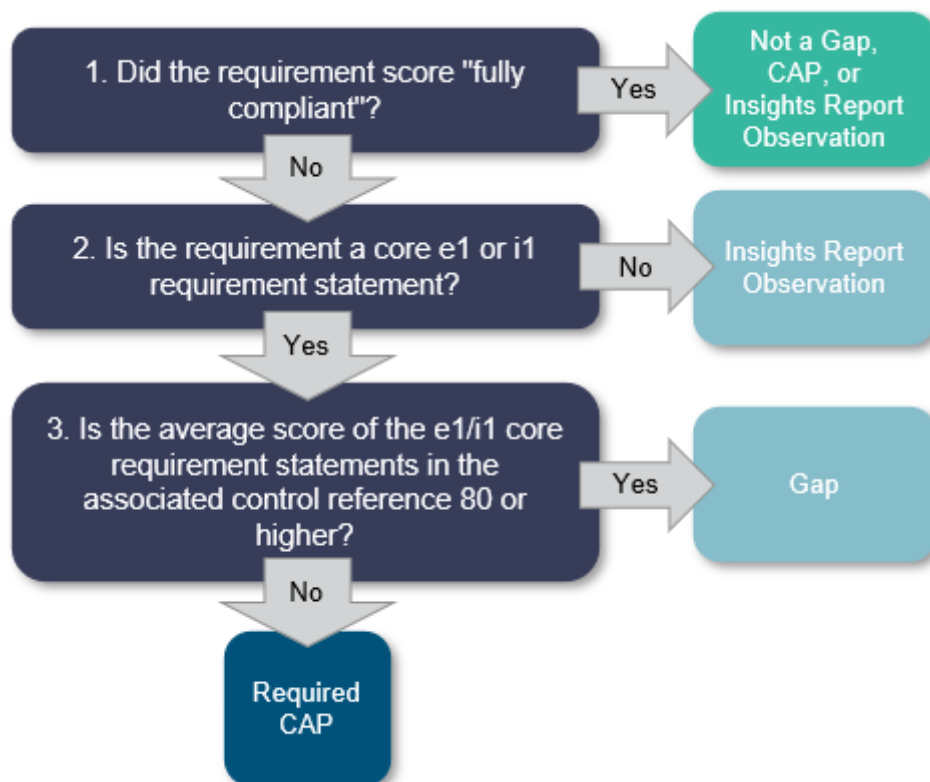 1. Did the requirement score "fully
compliant"?
Yes
Not a Gap,
CAP, or
Insights Report
Observation
No
2. Is the requirement a core e1 or i1
requirement statement?
No
Insights Report
Observation
Yes
3. Is the average score of the e1/i1 core
requirement statements in the
associated control reference 80 or
higher?
Yes
Gap
No
Required
CAP